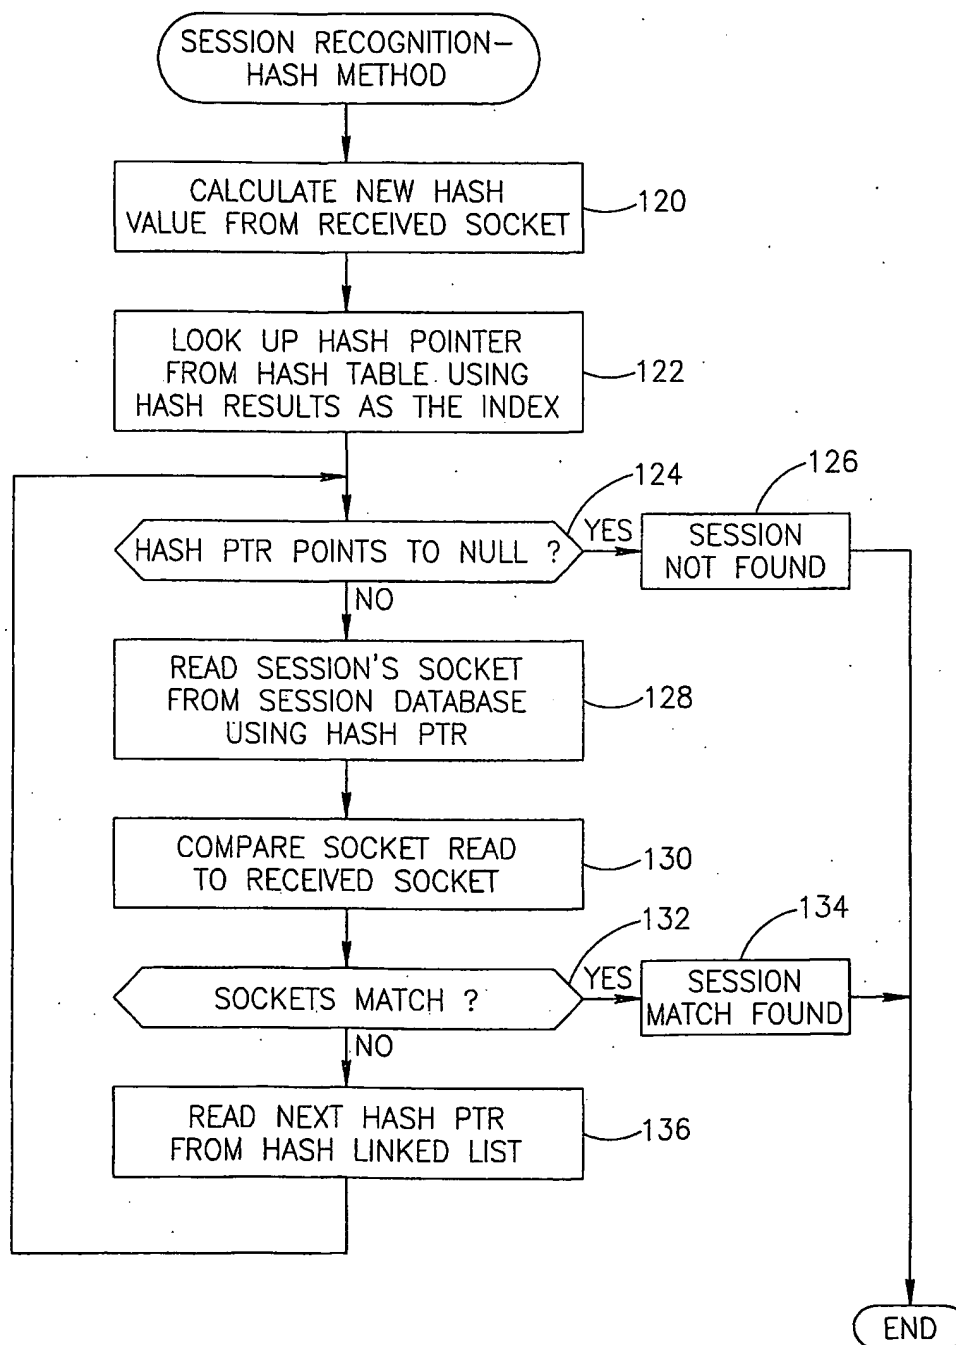 SESSION RECOGNITION-
HASH METHOD
CALCULATE NEW HASH
VALUE FROM RECEIVED SOCKET
120
LOOK UP HASH POINTER
FROM HASH TABLE USING
HASH RESULTS AS THE INDEX
122
124
126
HASH PTR POINTS TO NULL ?
YES
SESSION
NOT FOUND
NO
READ SESSION'S SOCKET
FROM SESSION DATABASE
USING HASH PTR
128
COMPARE SOCKET READ
TO RECEIVED SOCKET
130
132
134
SOCKETS MATCH ?
YES
SESSION
MATCH FOUND
NO
READ NEXT HASH PTR
FROM HASH LINKED LIST
136
END